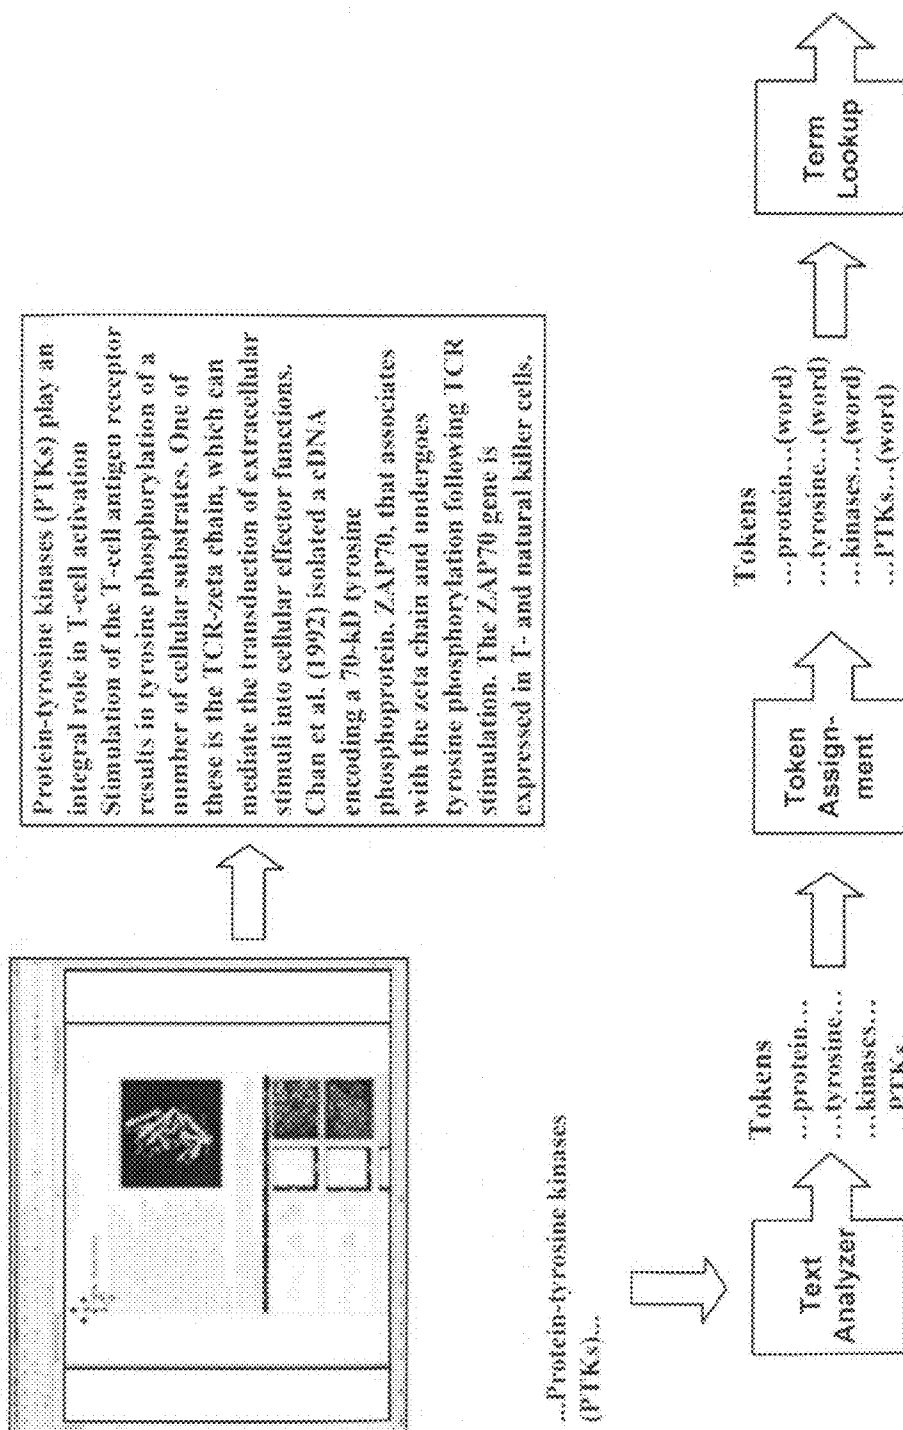 Protein-tyrosine kinases (PTKs) play an
integral role in T-cell activation
Stimulation of the T-cell antigen receptor
results in tyrosine phosphorylation of a
number of cellular substrates. One of
these is the TCR-zeta chain, which can
mediate the transduction of extracellular
stimuli into cellular effector functions.
Chan et al. (1992) isolated a cDNA
encoding a 70-kD tyrosine
phosphoprotein, ZAP70, that associates
with the zeta chain and undergoes
tyrosine phosphorylation following TCR
stimulation. The ZAP70 gene is
expressed in T- and natural killer cells.
...Protein-tyrosine kinases
(PTKs)...
Text
Analyzer
Tokens
...protein...
...tyrosine...
...kinases...
PTKs
Token
Assign-
ment
Tokens
...protein...(word)
...tyrosine...(word)
...kinases...(word)
...PTKs...(word)
Term
Lookup